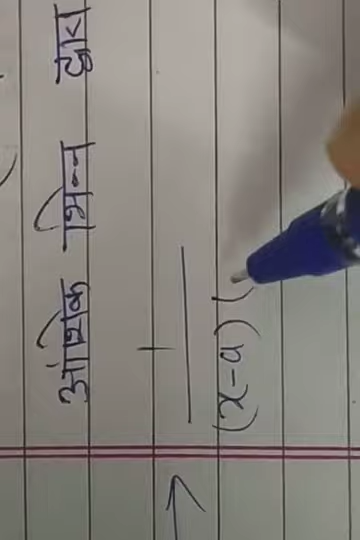 आंशिक भिन्न द्वारा
→ 1
(x-a) (